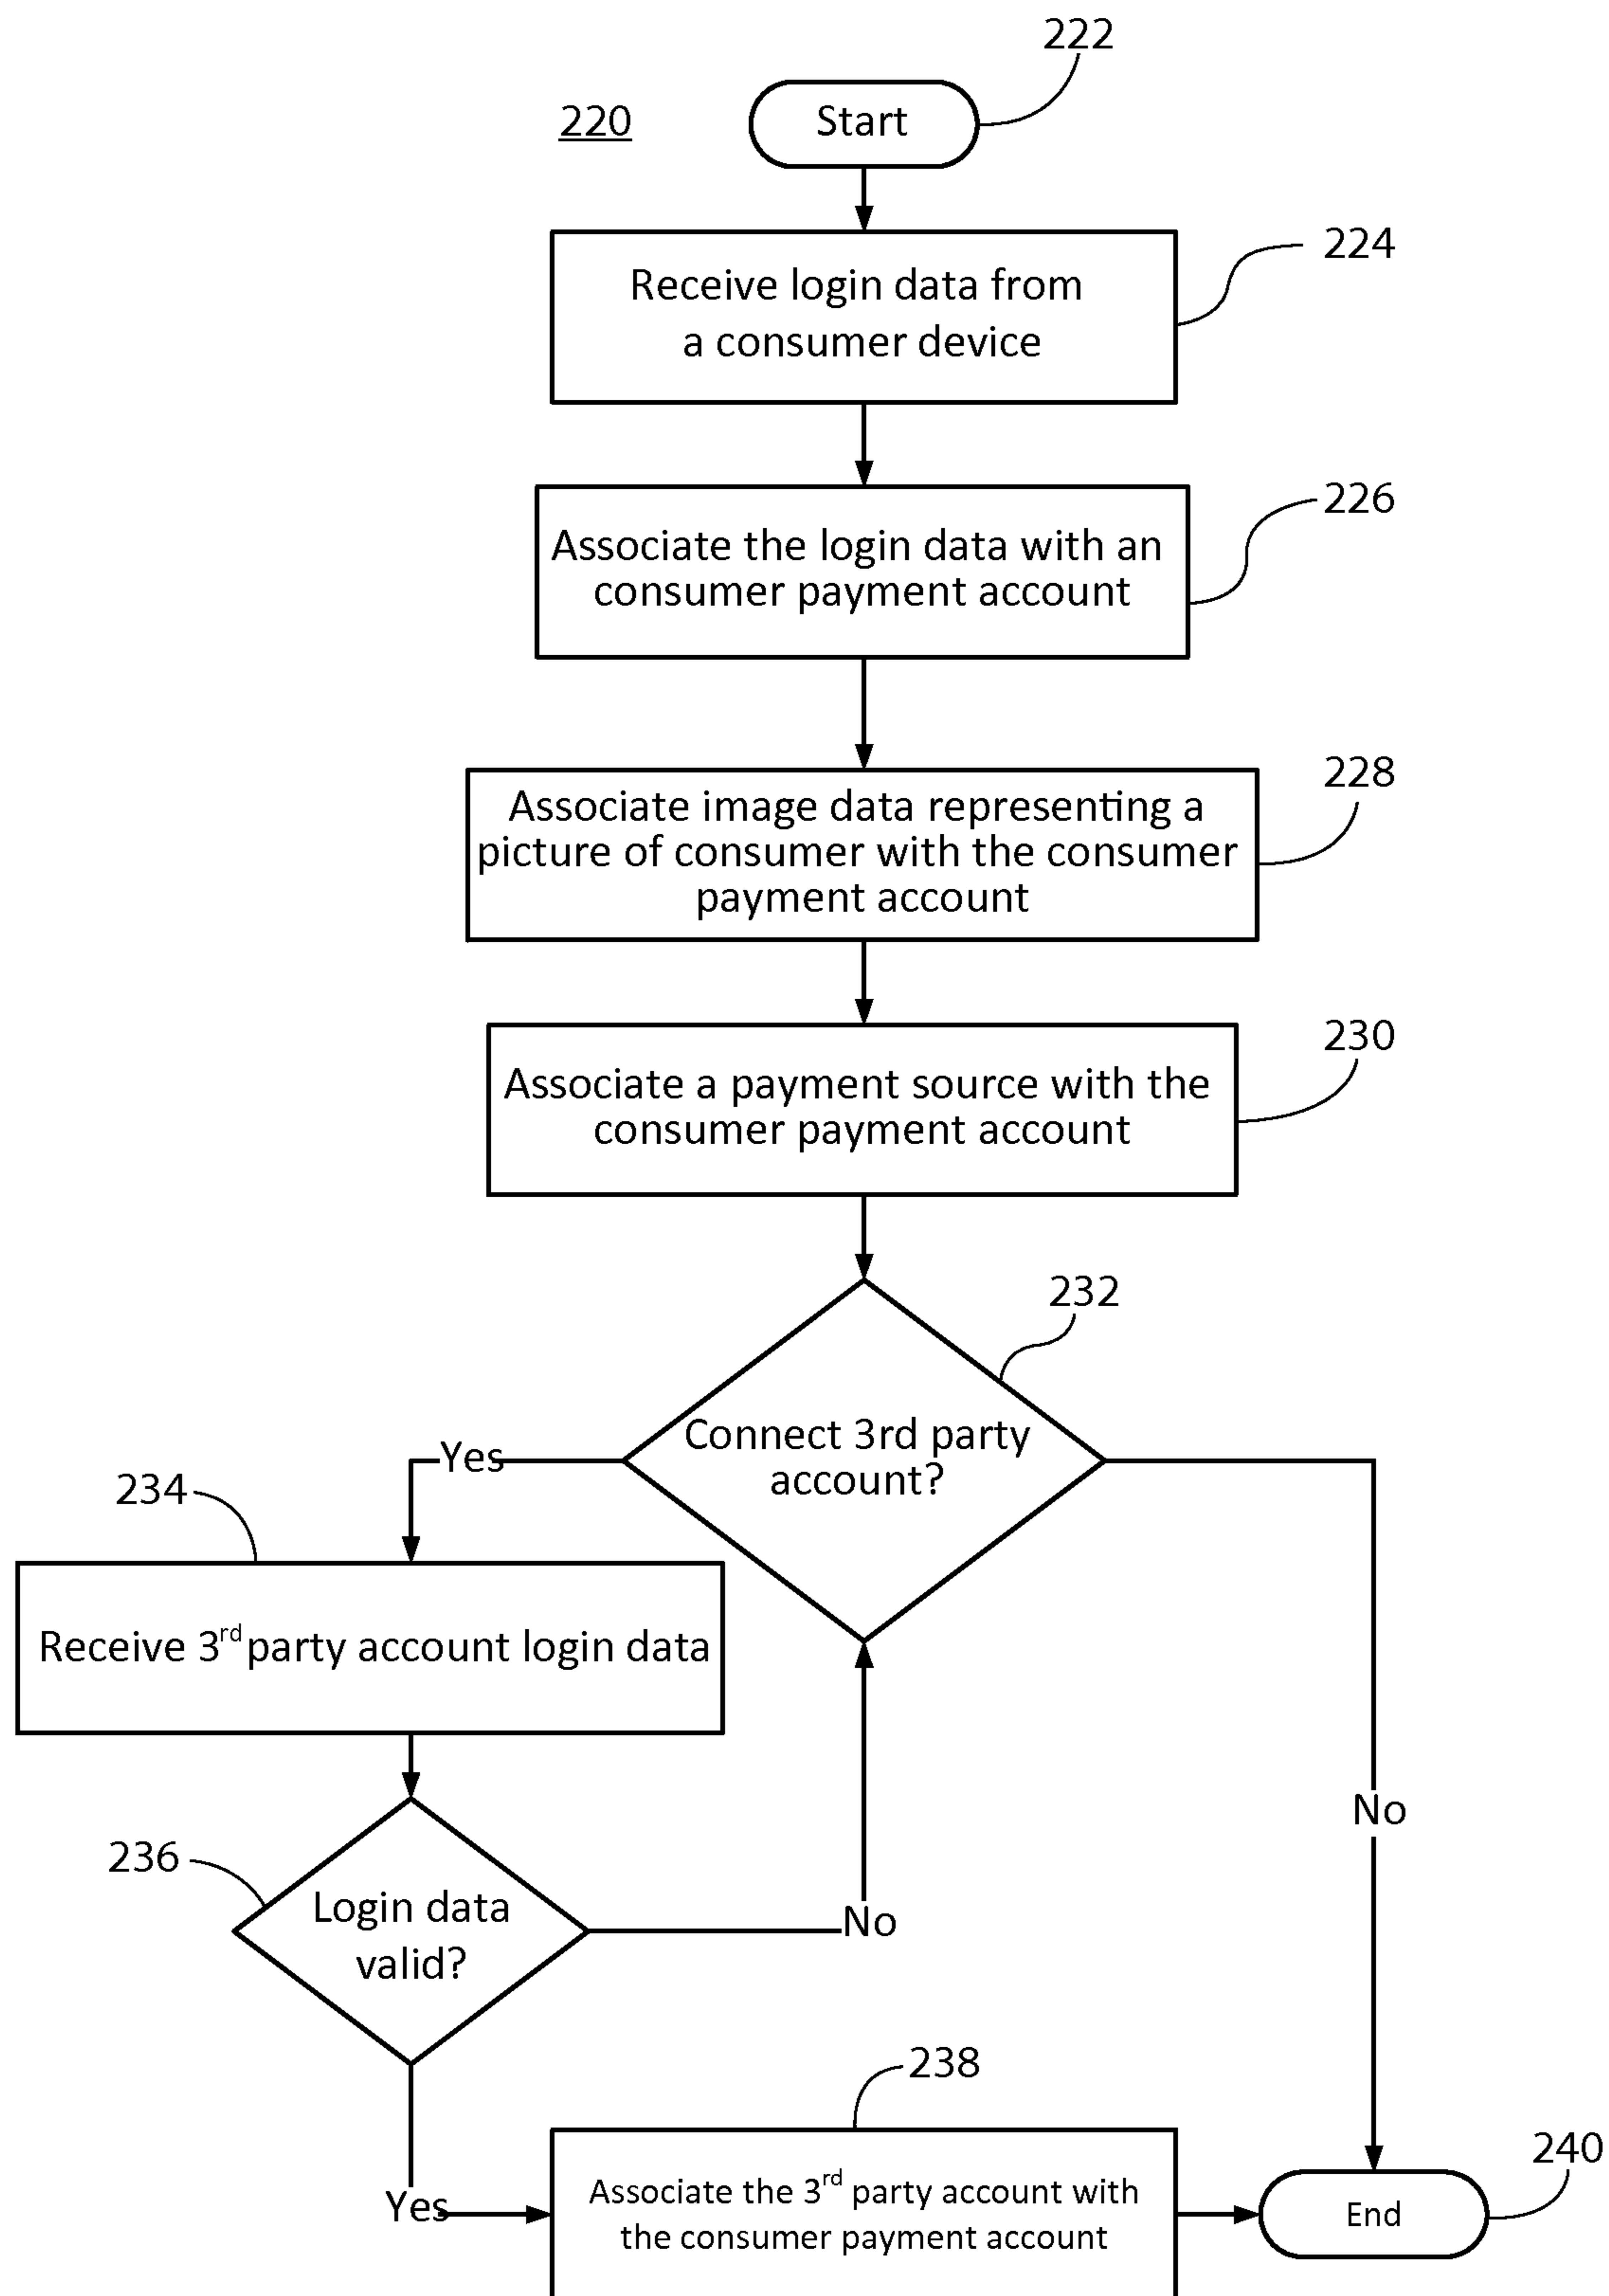 222
220
Start
224
Receive login data from
a consumer device
226
Associate the login data with an
consumer payment account
228
Associate image data representing a
picture of consumer with the consumer
payment account
230
Associate a payment source with the
consumer payment account
232
Connect 3rd party
account?
Yes
234
Receive 3rd party account login data
No
236
Login data
valid?
No
238
Yes
Associate the 3rd party account with
the consumer payment account
240
End